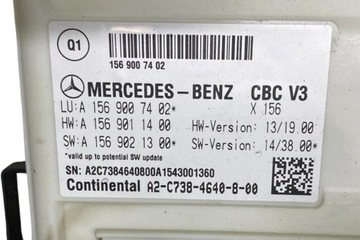 Q1
156 900 74 02
MERCEDES-BENZ CBC V3
LU:A 156 900 74 02* X 156
HW:A 156 901 14 00 HW-Version: 13/19.00
SW:A 156 902 13 00* SW-Version: 14/38.00*
*valid up to potential SW update
SN: A2C7384640800A1543001360
Continental A2-C738-4640-8-00